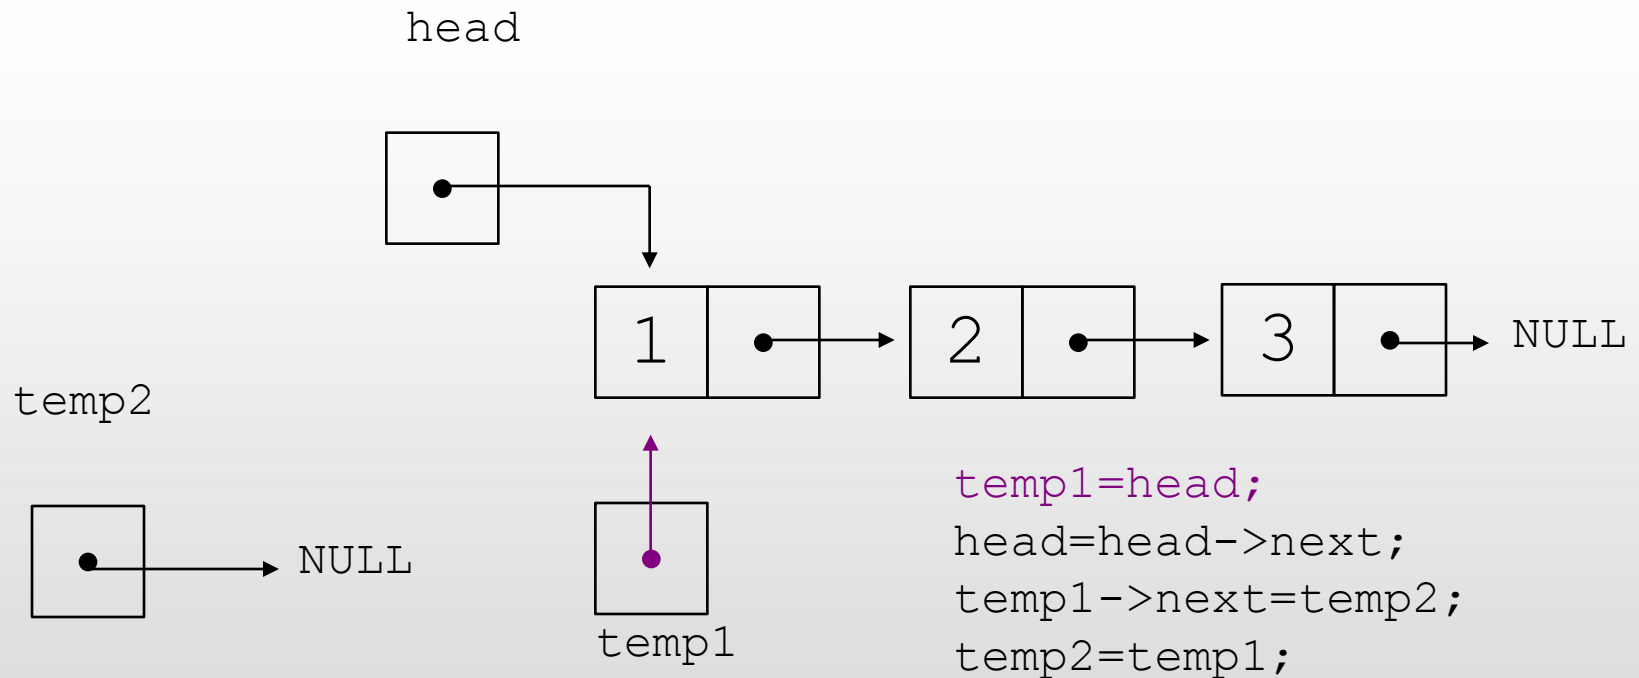 head
1 2 3 NULL
temp2
NULL
temp1
temp1=head;
head=head->next;
temp1->next=temp2;
temp2=temp1;